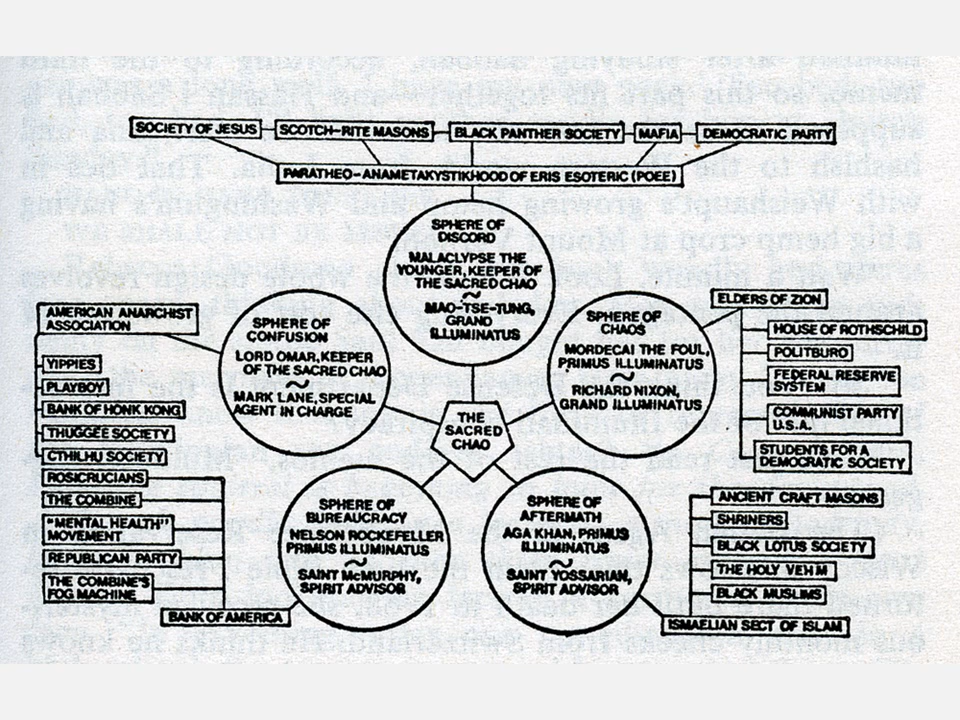 SOCIETY OF JESUS
SCOTCH-RITE MASONS
BLACK PANTHER SOCIETY
MAFIA
DEMOCRATIC PARTY
PARATHEO-ANAMETAKYSTIKHOOD OF ERIS ESOTERIC (POEE)
SPHERE OF
DISCORD
MALACLYPSE THE
YOUNGER, KEEPER OF
THE SACRED CHAO
~
MAO-TSE-TUNG,
GRAND
ILLUMINATUS
AMERICAN ANARCHIST
ASSOCIATION
YIPPIES
PLAYBOY
BANK OF HONK KONG
THUGGEE SOCIETY
CTHILHU SOCIETY
SPHERE OF
CONFUSION
LORD OMAR, KEEPER
OF THE SACRED CHAO
~
MARK LANE, SPECIAL
AGENT IN CHARGE
SPHERE OF
CHAOS
MORDECAI THE FOUL,
PRIMUS ILLUMINATUS
~
RICHARD NIXON,
GRAND ILLUMINATUS
ELDERS OF ZION
HOUSE OF ROTHSCHILD
POLITBURO
FEDERAL RESERVE
SYSTEM
COMMUNIST PARTY
U.S.A.
STUDENTS FOR A
DEMOCRATIC SOCIETY
THE
SACRED
CHAO
ROSICRUCIANS
THE COMBINE
"MENTAL HEALTH"
MOVEMENT
REPUBLICAN PARTY
THE COMBINE'S
FOG MACHINE
BANK OF AMERICA
SPHERE OF
BUREAUCRACY
NELSON ROCKEFELLER
PRIMUS ILLUMINATUS
~
SAINT McMURPHY,
SPIRIT ADVISOR
SPHERE OF
AFTERMATH
AGA KHAN, PRIMUS
ILLUMINATUS
~
SAINT YOSSARIAN,
SPIRIT ADVISOR
ANCIENT CRAFT MASONS
SHRINERS
BLACK LOTUS SOCIETY
THE HOLY VEHM
BLACK MUSLIMS
ISMAELIAN SECT OF ISLAM